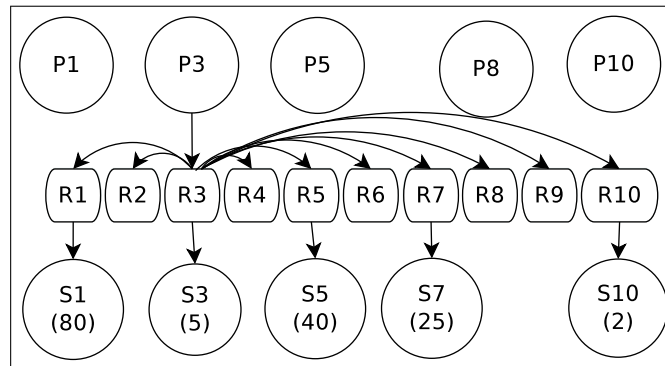 P1 P3 P5 P8 P10
R1 R2 R3 R4 R5 R6 R7 R8 R9 R10
S1 S3 S5 S7 S10
(80) (5) (40) (25) (2)